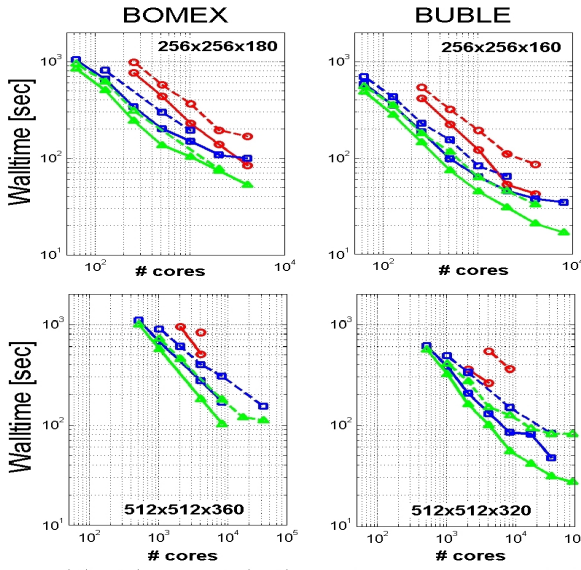 BOMEX
BUBLE
256x256x180
256x256x160
Walltime [sec]
10³
10²
10¹
10³
10²
10¹
10² 10⁴
10² 10⁴
# cores
# cores
512x512x360
512x512x320
Walltime [sec]
10³
10²
10¹
10³
10²
10¹
10² 10³ 10⁴ 10⁵
10² 10³ 10⁴
# cores
# cores